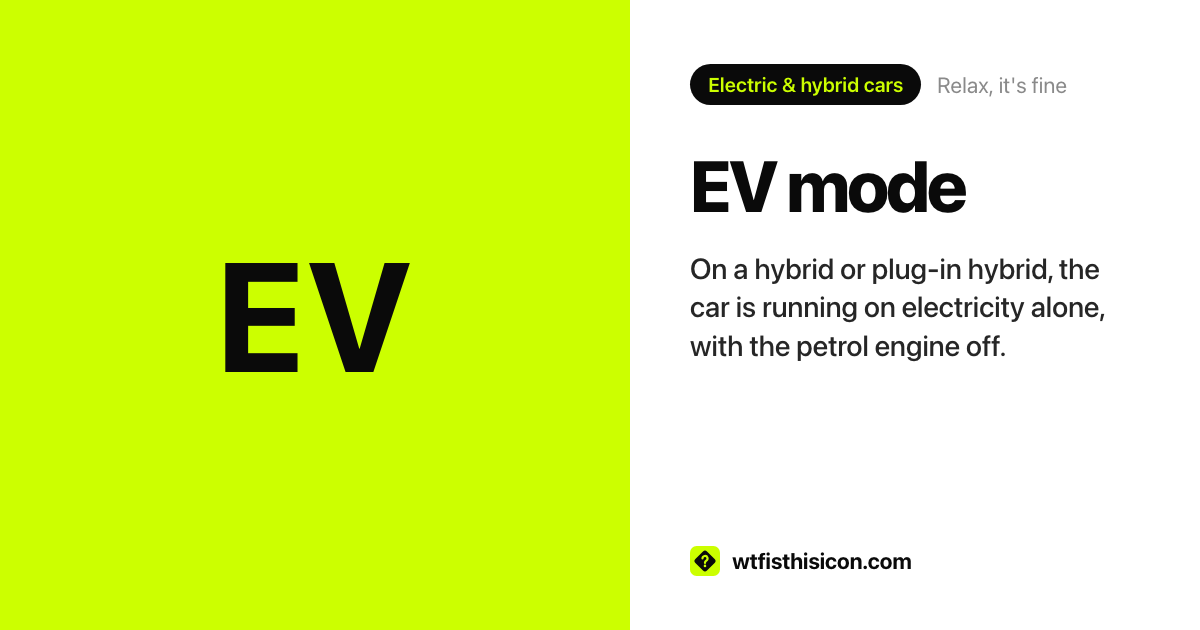 EV
Electric & hybrid cars
Relax, it's fine
EV mode
On a hybrid or plug-in hybrid, the
car is running on electricity alone,
with the petrol engine off.
?
wtfisthisicon.com